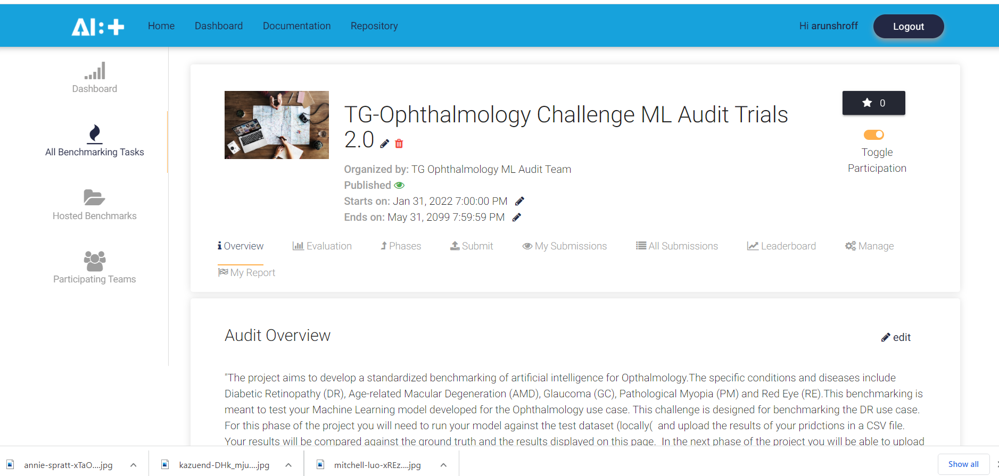 AI:+ Home Dashboard Documentation Repository Hi arunshroff Logout
Dashboard
All Benchmarking Tasks
Hosted Benchmarks
Participating Teams
TG-Ophthalmology Challenge ML Audit Trials
2.0
0
Toggle
Participation
Organized by: TG Ophthalmology ML Audit Team
Published
Starts on: Jan 31, 2022 7:00:00 PM
Ends on: May 31, 2099 7:59:59 PM
Overview Evaluation Phases Submit My Submissions All Submissions Leaderboard Manage
My Report
Audit Overview
edit
"The project aims to develop a standardized benchmarking of artificial intelligence for Opthalmology.The specific conditions and diseases include
Diabetic Retinopathy (DR), Age-related Macular Degeneration (AMD), Glaucoma (GC), Pathological Myopia (PM) and Red Eye (RE).This benchmarking is
meant to test your Machine Learning model developed for the Ophthalmology use case. This challenge is designed for benchmarking the DR use case.
For this phase of the project you will need to run your model against the test dataset (locally(  and upload the results of your pridctions in a CSV file.
Your results will be compared against the ground truth and the results displayed on this page.  In the next phase of the project you will be able to upload
annie-spratt-xTaO....jpg kazuend-DHk_mju....jpg mitchell-luo-xREz....jpg Show all